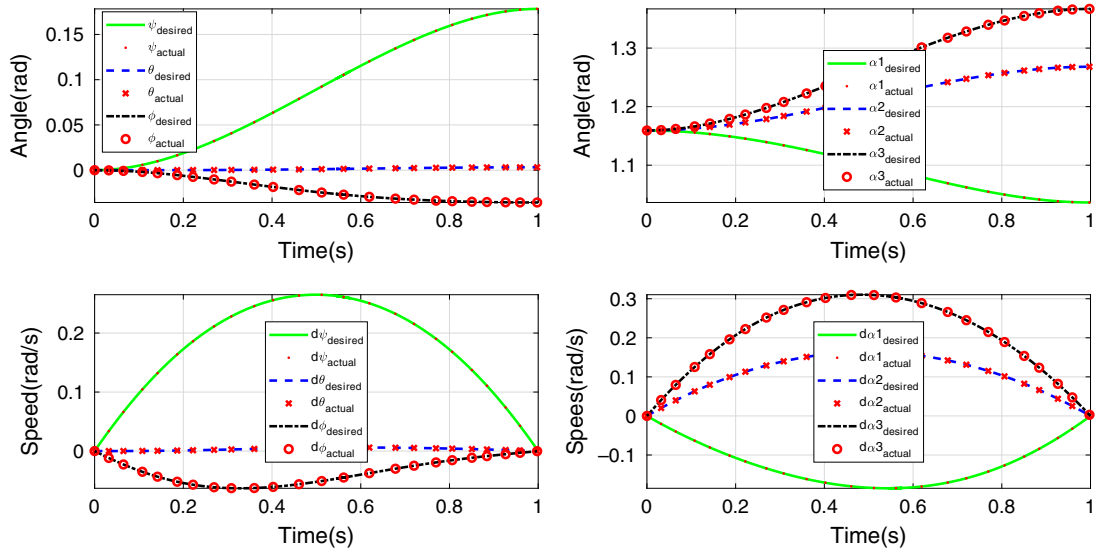 Angle(rad)
0.15
0.1
0.05
0
ψdesired
ψactual
θdesired
θactual
ϕdesired
ϕactual
0 0.2 0.4 0.6 0.8 1
Time(s)
Angle(rad)
1.3
1.2
1.1
α1desired
α1actual
α2desired
α2actual
α3desired
α3actual
0 0.2 0.4 0.6 0.8 1
Time(s)
Speed(rad/s)
0.2
0.1
0
dψdesired
dψactual
dθdesired
dθactual
dϕdesired
dϕactual
0 0.2 0.4 0.6 0.8 1
Time(s)
Spees(rad/s)
0.3
0.2
0.1
0
−0.1
dα1desired
dα1actual
dα2desired
dα2actual
dα3desired
dα3actual
0 0.2 0.4 0.6 0.8 1
Time(s)